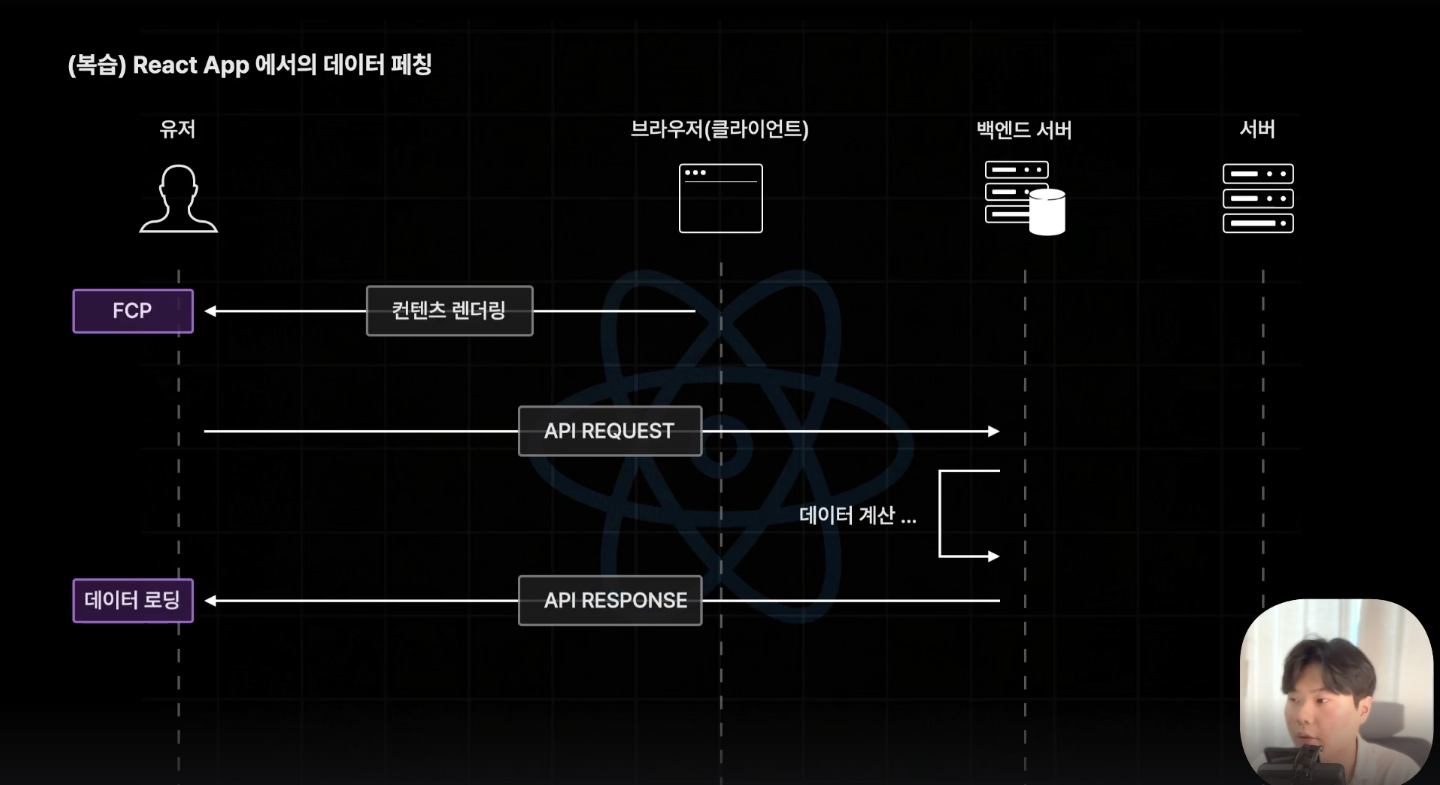 (복습) React App 에서의 데이터 페칭
유저
브라우저(클라이언트)
백엔드 서버
서버
FCP
컨텐츠 렌더링
API REQUEST
데이터 계산 ...
데이터 로딩
API RESPONSE